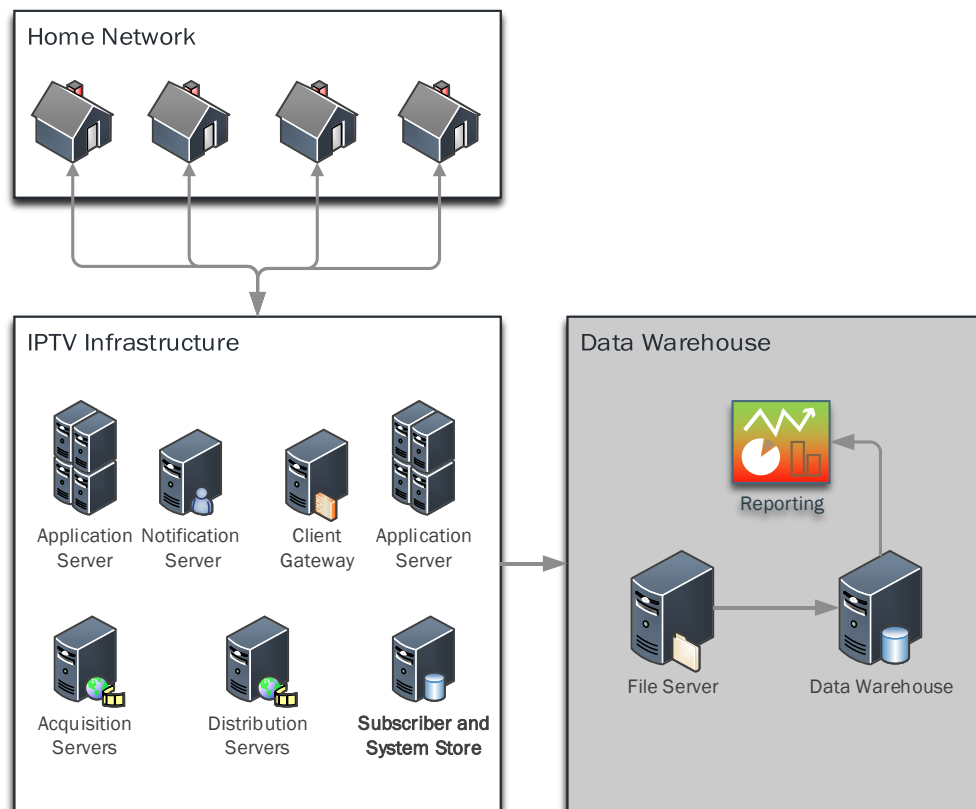 Home Network
IPTV Infrastructure
Application
Server
Notification
Server
Client
Gateway
Application
Server
Acquisition
Servers
Distribution
Servers
Subscriber and
System Store
Data Warehouse
Reporting
File Server
Data Warehouse